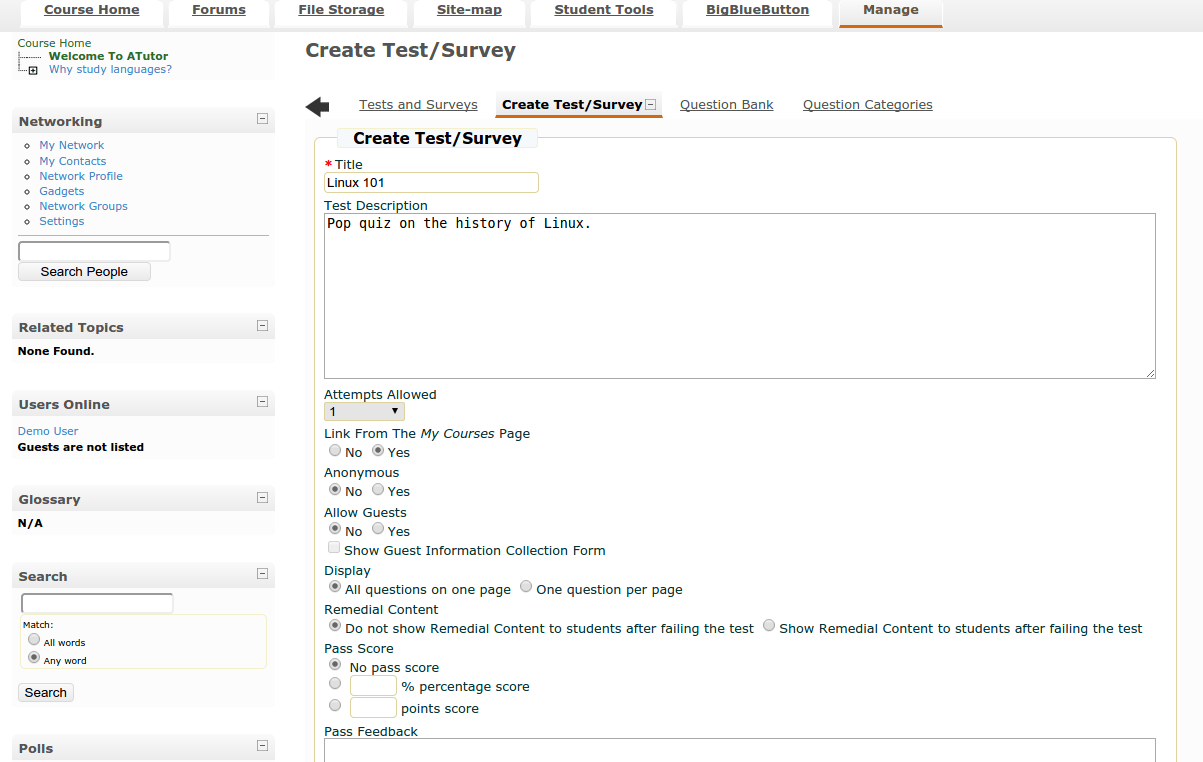 Course Home Forums File Storage Site-map Student Tools BigBlueButton Manage
Course Home
Welcome To ATutor
Why study languages?
Networking
My Network
My Contacts
Network Profile
Gadgets
Network Groups
Settings
Search People
Related Topics
None Found.
Users Online
Demo User
Guests are not listed
Glossary
N/A
Search
Match:
All words
Any word
Search
Polls
Create Test/Survey
Tests and Surveys Create Test/Survey Question Bank Question Categories
Create Test/Survey
* Title
Linux 101
Test Description
Pop quiz on the history of Linux.
Attempts Allowed
1
Link From The My Courses Page
No Yes
Anonymous
No Yes
Allow Guests
No Yes
Show Guest Information Collection Form
Display
All questions on one page One question per page
Remedial Content
Do not show Remedial Content to students after failing the test Show Remedial Content to students after failing the test
Pass Score
No pass score
% percentage score
points score
Pass Feedback